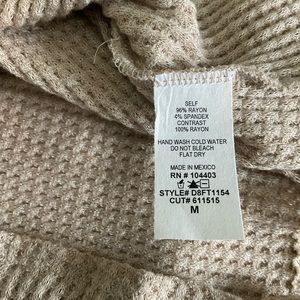 SELF
96% RAYON
4% SPANDEX
CONTRAST
100% RAYON
HAND WASH COLD WATER
DO NOT BLEACH
FLAT DRY
MADE IN MEXICO
RN # 104403
STYLE# D8FT1154
CUT# 611515
M